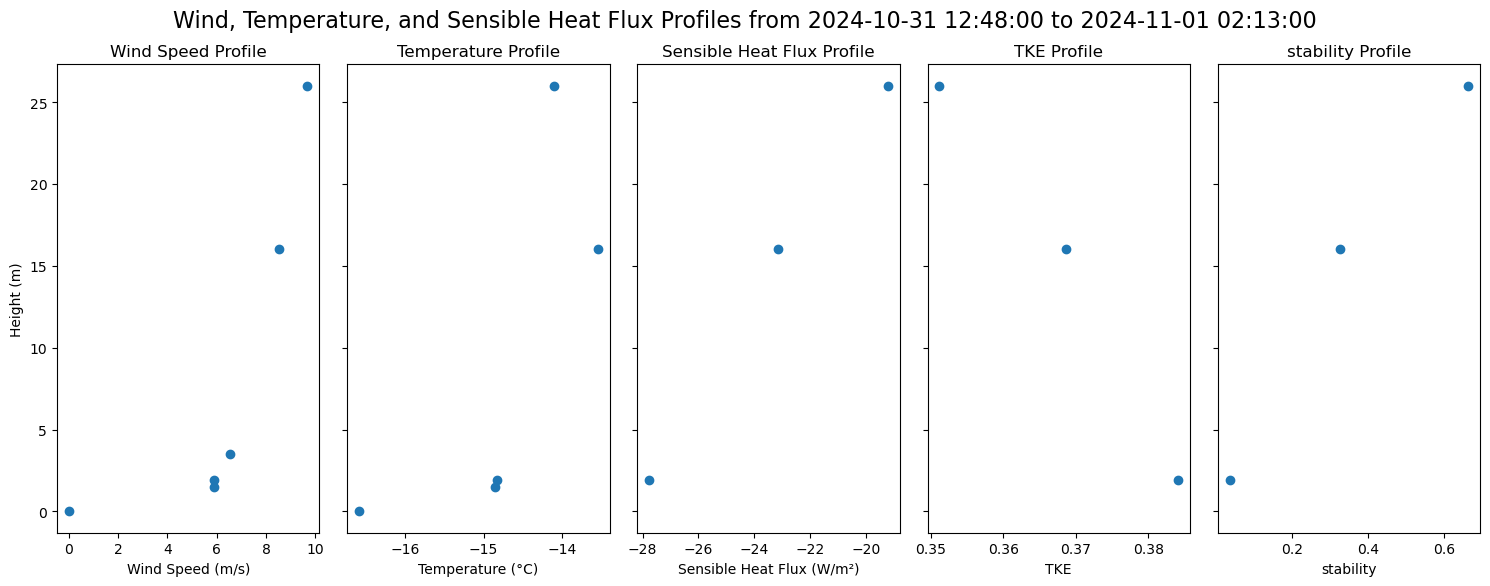 Wind, Temperature, and Sensible Heat Flux Profiles from 2024-10-31 12:48:00 to 2024-11-01 02:13:00
Wind Speed Profile
Temperature Profile
Sensible Heat Flux Profile
TKE Profile
stability Profile
Height (m)
25
20
15
10
5
0
0 2 4 6 8 10
−16 −15 −14
−28 −26 −24 −22 −20
0.35 0.36 0.37 0.38
0.2 0.4 0.6
Wind Speed (m/s)
Temperature (°C)
Sensible Heat Flux (W/m²)
TKE
stability